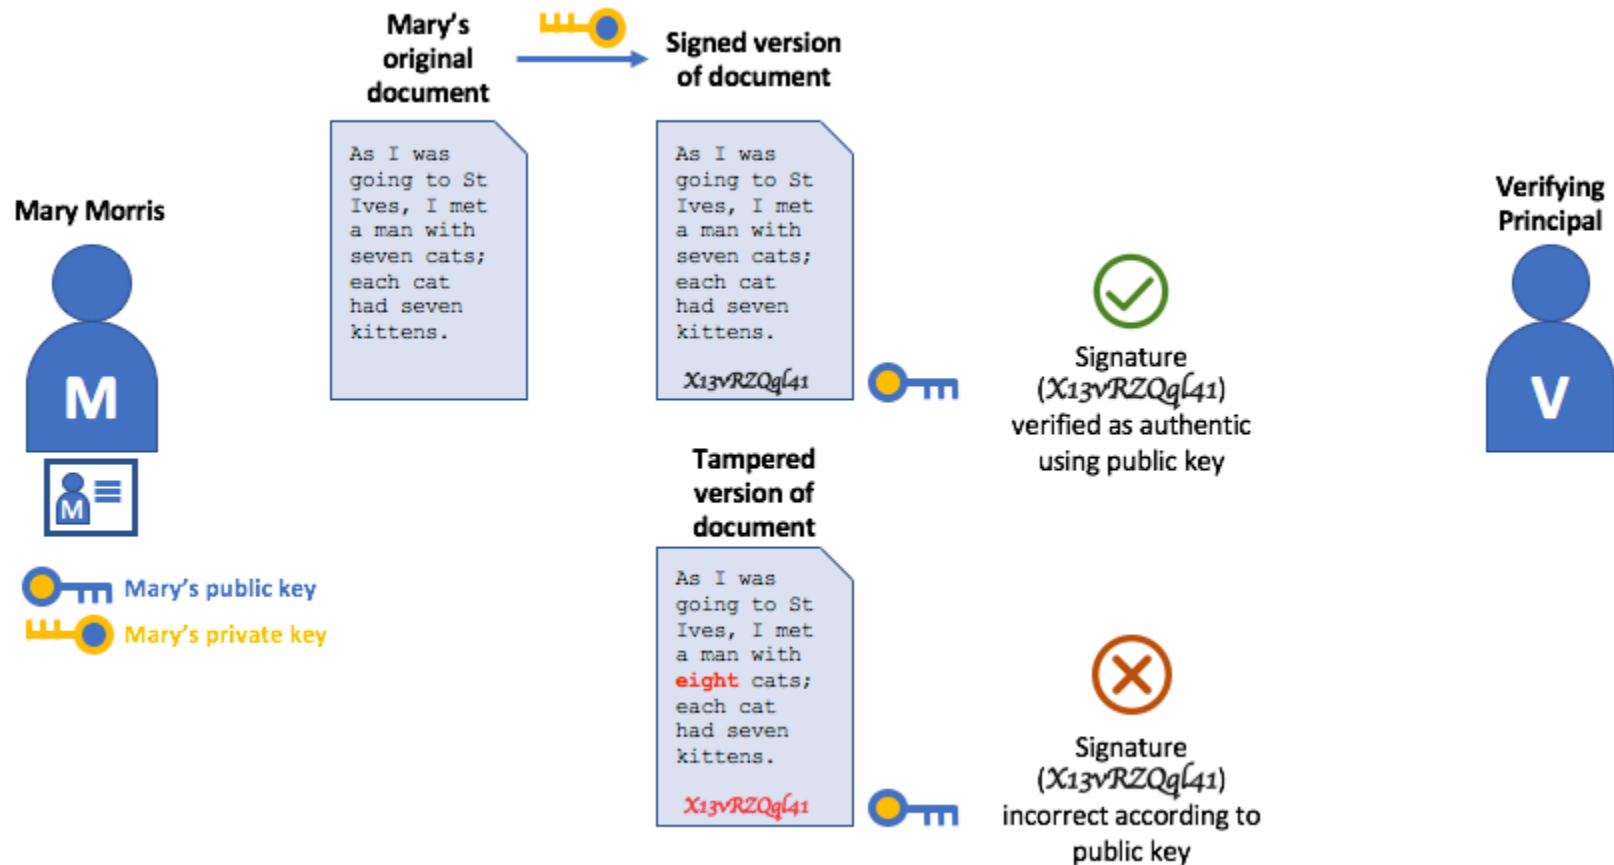 Mary's
original
document
Signed version
of document
As I was
going to St
Ives, I met
a man with
seven cats;
each cat
had seven
kittens.
As I was
going to St
Ives, I met
a man with
seven cats;
each cat
had seven
kittens.
X13vRZQql41
Mary Morris
M
M
Mary's public key
Mary's private key
Signature
(X13vRZQql41)
verified as authentic
using public key
Verifying
Principal
V
Tampered
version of
document
As I was
going to St
Ives, I met
a man with
eight cats;
each cat
had seven
kittens.
X13vRZQql41
Signature
(X13vRZQql41)
incorrect according to
public key